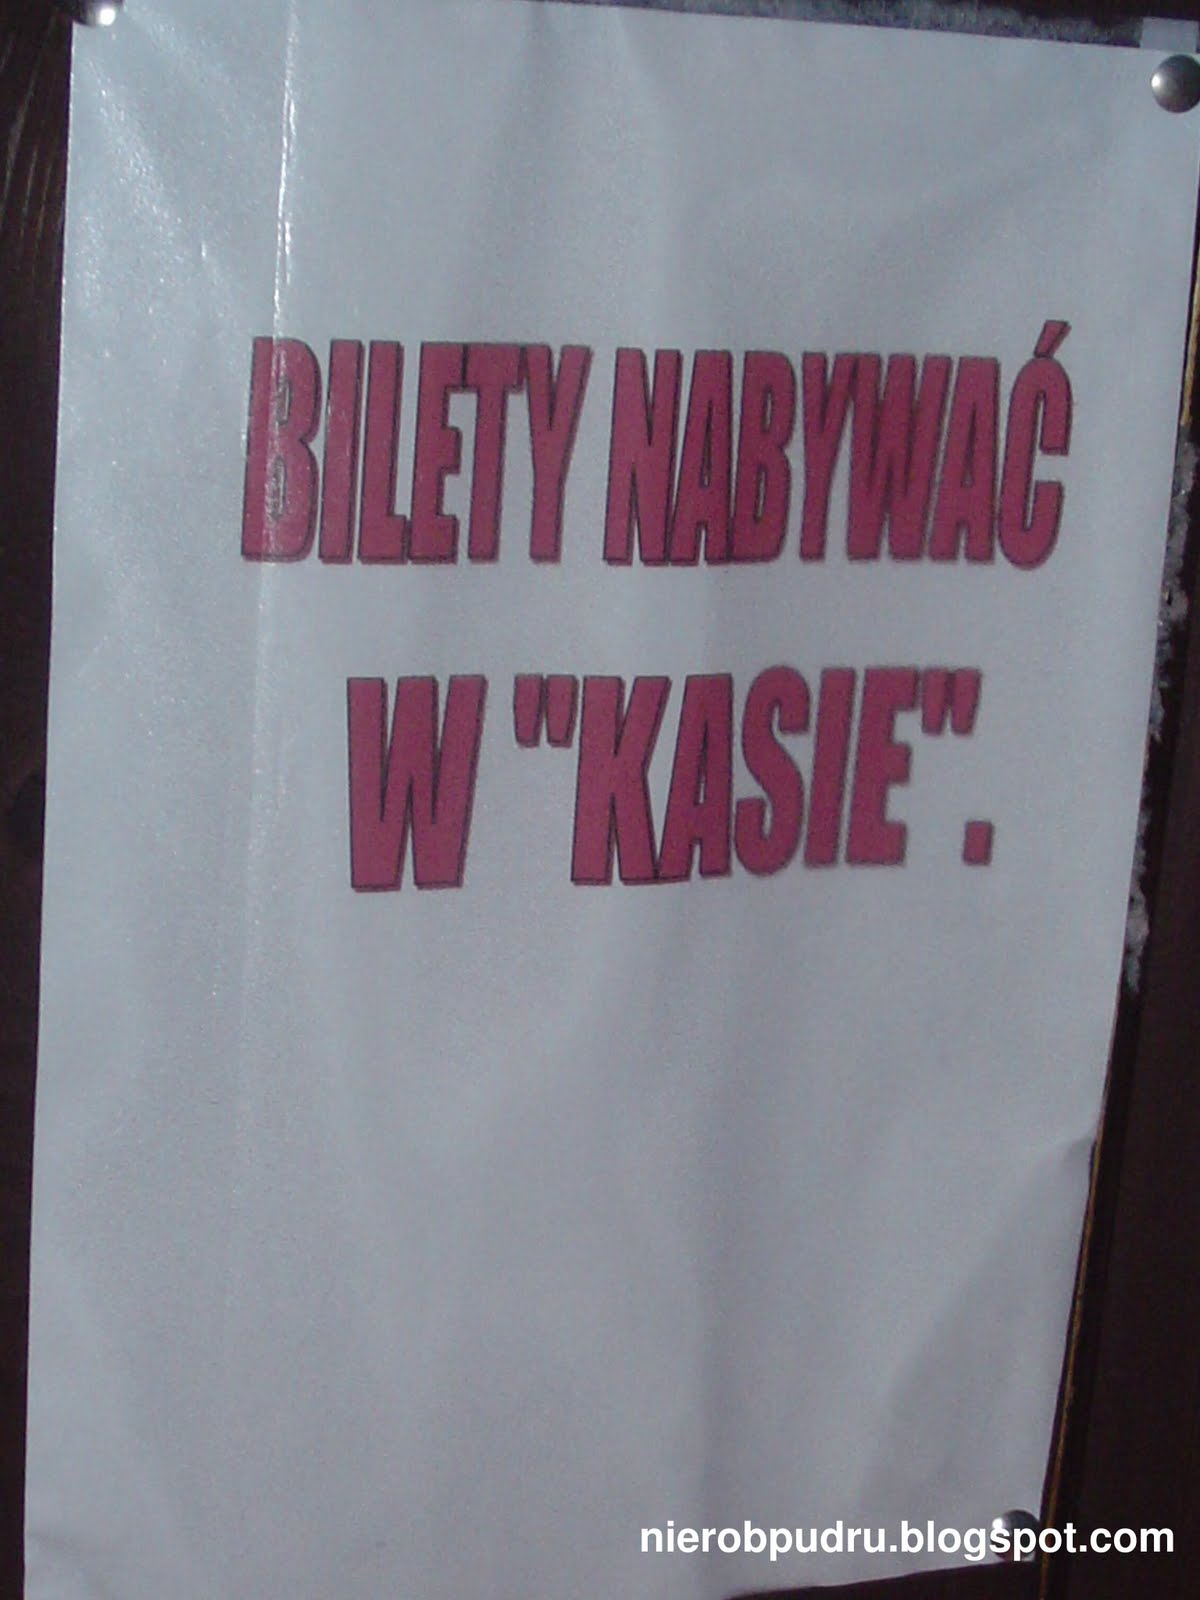 BILETY NABYWAĆ
W "KASIE".
nierobpudru.blogspot.com